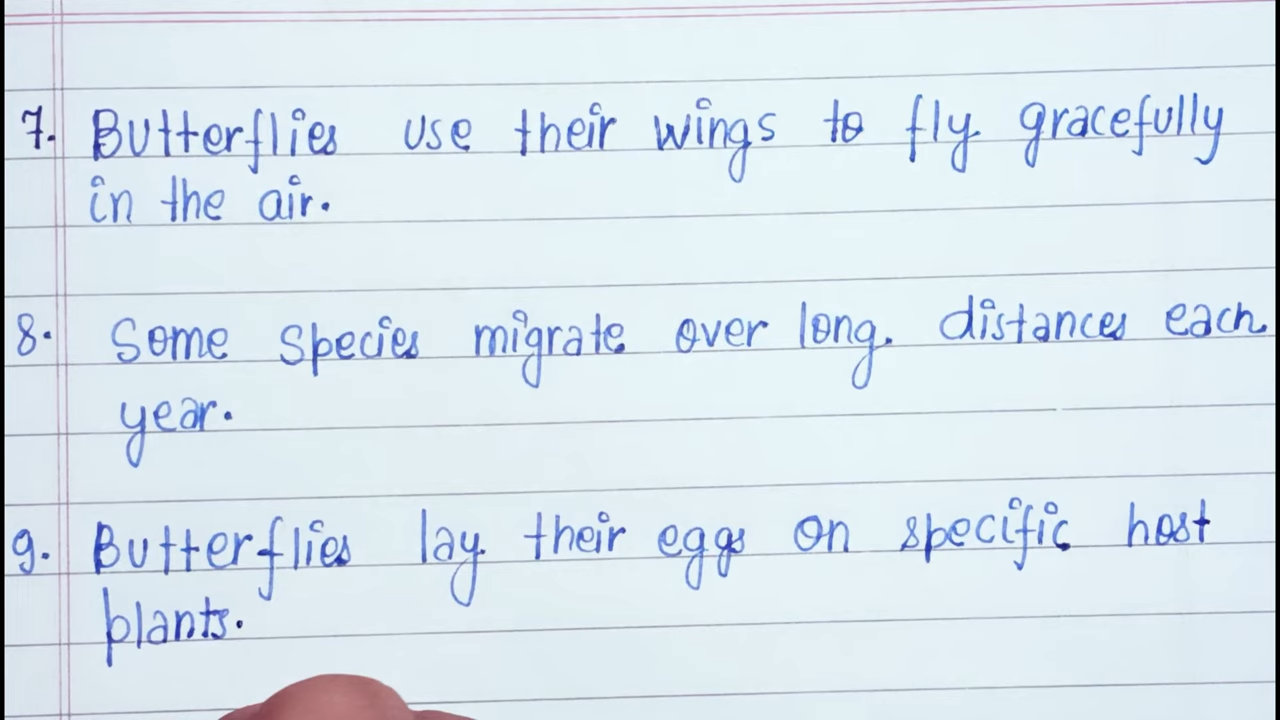 7. Butterflies use their wings to fly gracefully
in the air.
8. Some species migrate over long. distances each
year.
9. Butterflies lay their eggs on specific host
plants.